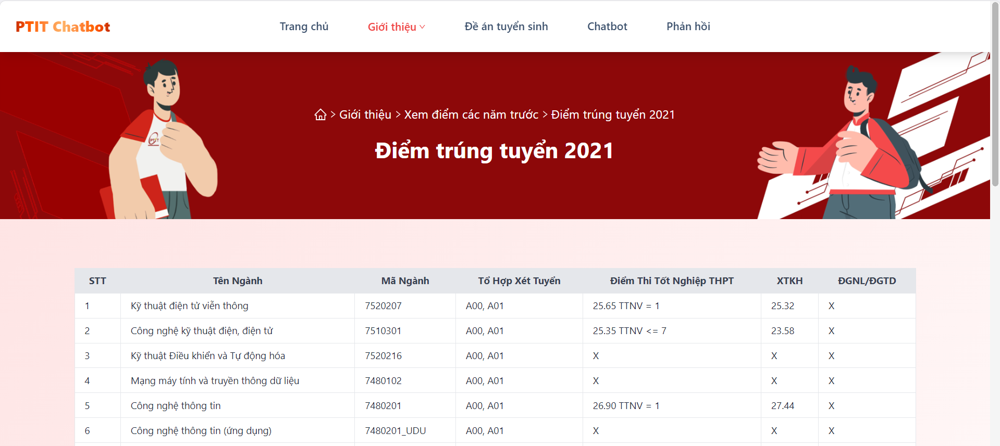 PTIT Chatbot
Trang chủ
Giới thiệu
Đề án tuyển sinh
Chatbot
Phản hồi
PTIT
> Giới thiệu > Xem điểm các năm trước > Điểm trúng tuyển 2021
Điểm trúng tuyển 2021
STT Tên Ngành Mã Ngành Tổ Hợp Xét Tuyển Điểm Thi Tốt Nghiệp THPT XTKH ĐGNL/ĐGTD
1 Kỹ thuật điện tử viễn thông 7520207 A00, A01 25.65 TTNV = 1 25.32 X
2 Công nghệ kỹ thuật điện, điện tử 7510301 A00, A01 25.35 TTNV <= 7 23.58 X
3 Kỹ thuật Điều khiển và Tự động hóa 7520216 A00, A01 X X X
4 Mạng máy tính và truyền thông dữ liệu 7480102 A00, A01 X X X
5 Công nghệ thông tin 7480201 A00, A01 26.90 TTNV = 1 27.44 X
6 Công nghệ thông tin (ứng dụng) 7480201_UDU A00, A01 X X X